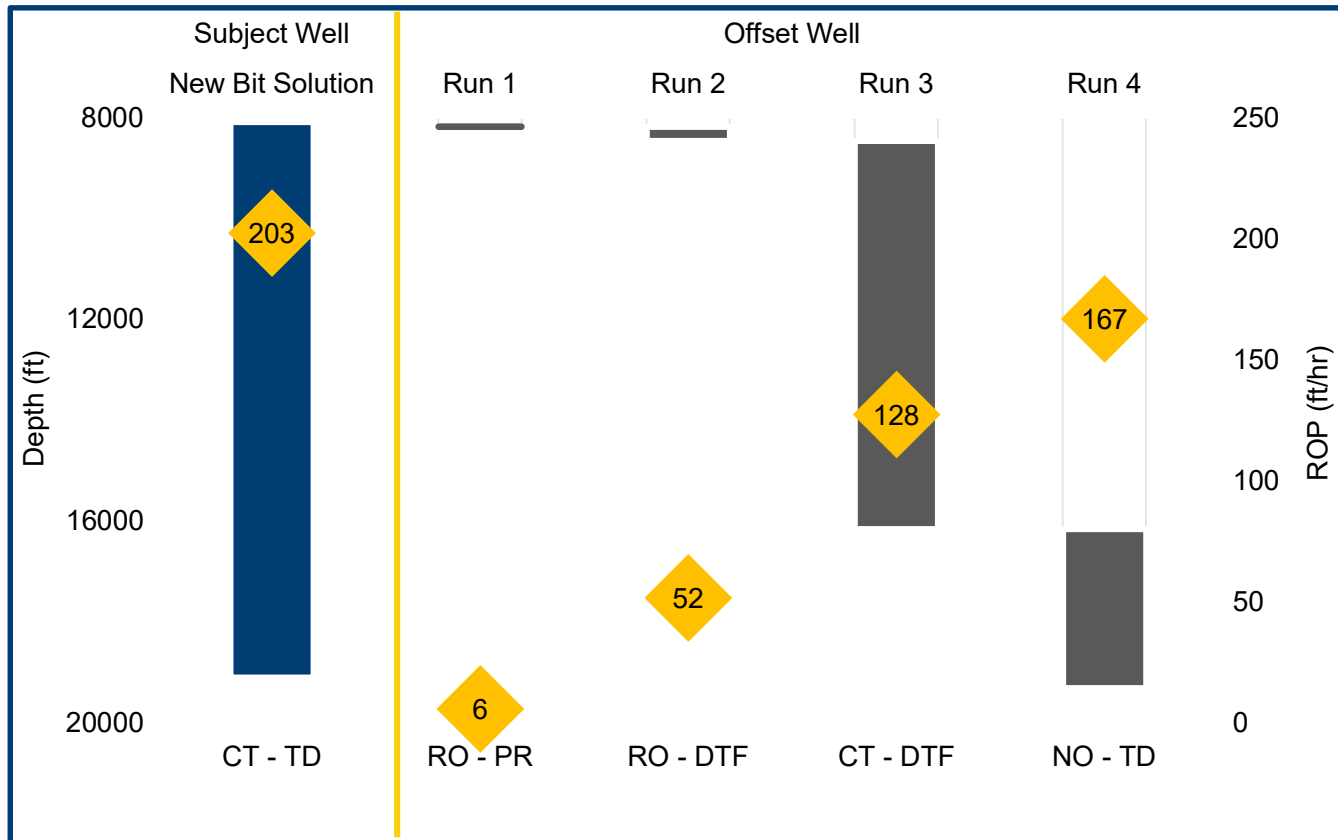 Subject Well
Offset Well
New Bit Solution
Run 1
Run 2
Run 3
Run 4
Depth (ft)
8000
12000
16000
20000
203
6
52
128
167
250
200
150
100
50
0
ROP (ft/hr)
CT - TD
RO - PR
RO - DTF
CT - DTF
NO - TD